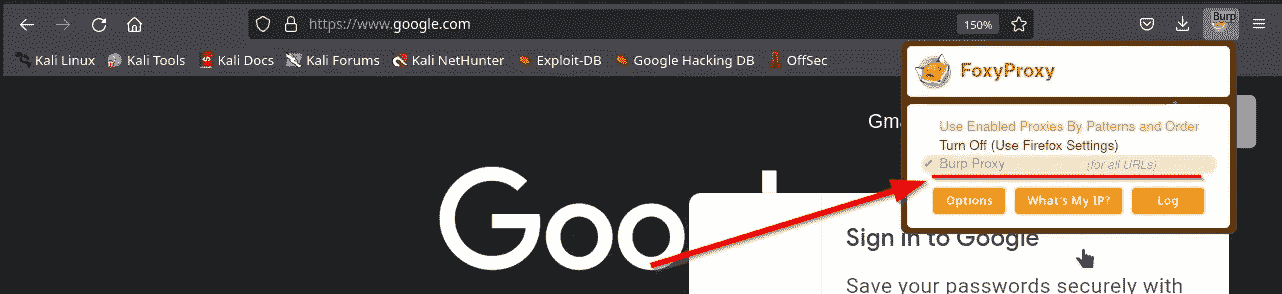 https://www.google.com 150% Burp
Kali Linux Kali Tools Kali Docs Kali Forums Kali NetHunter Exploit-DB Google Hacking DB OffSec
FoxyProxy
Use Enabled Proxies By Patterns and Order
Turn Off (Use Firefox Settings)
Burp Proxy (for all URLs)
Options What's My IP? Log
Sign in to Google
Save your passwords securely with